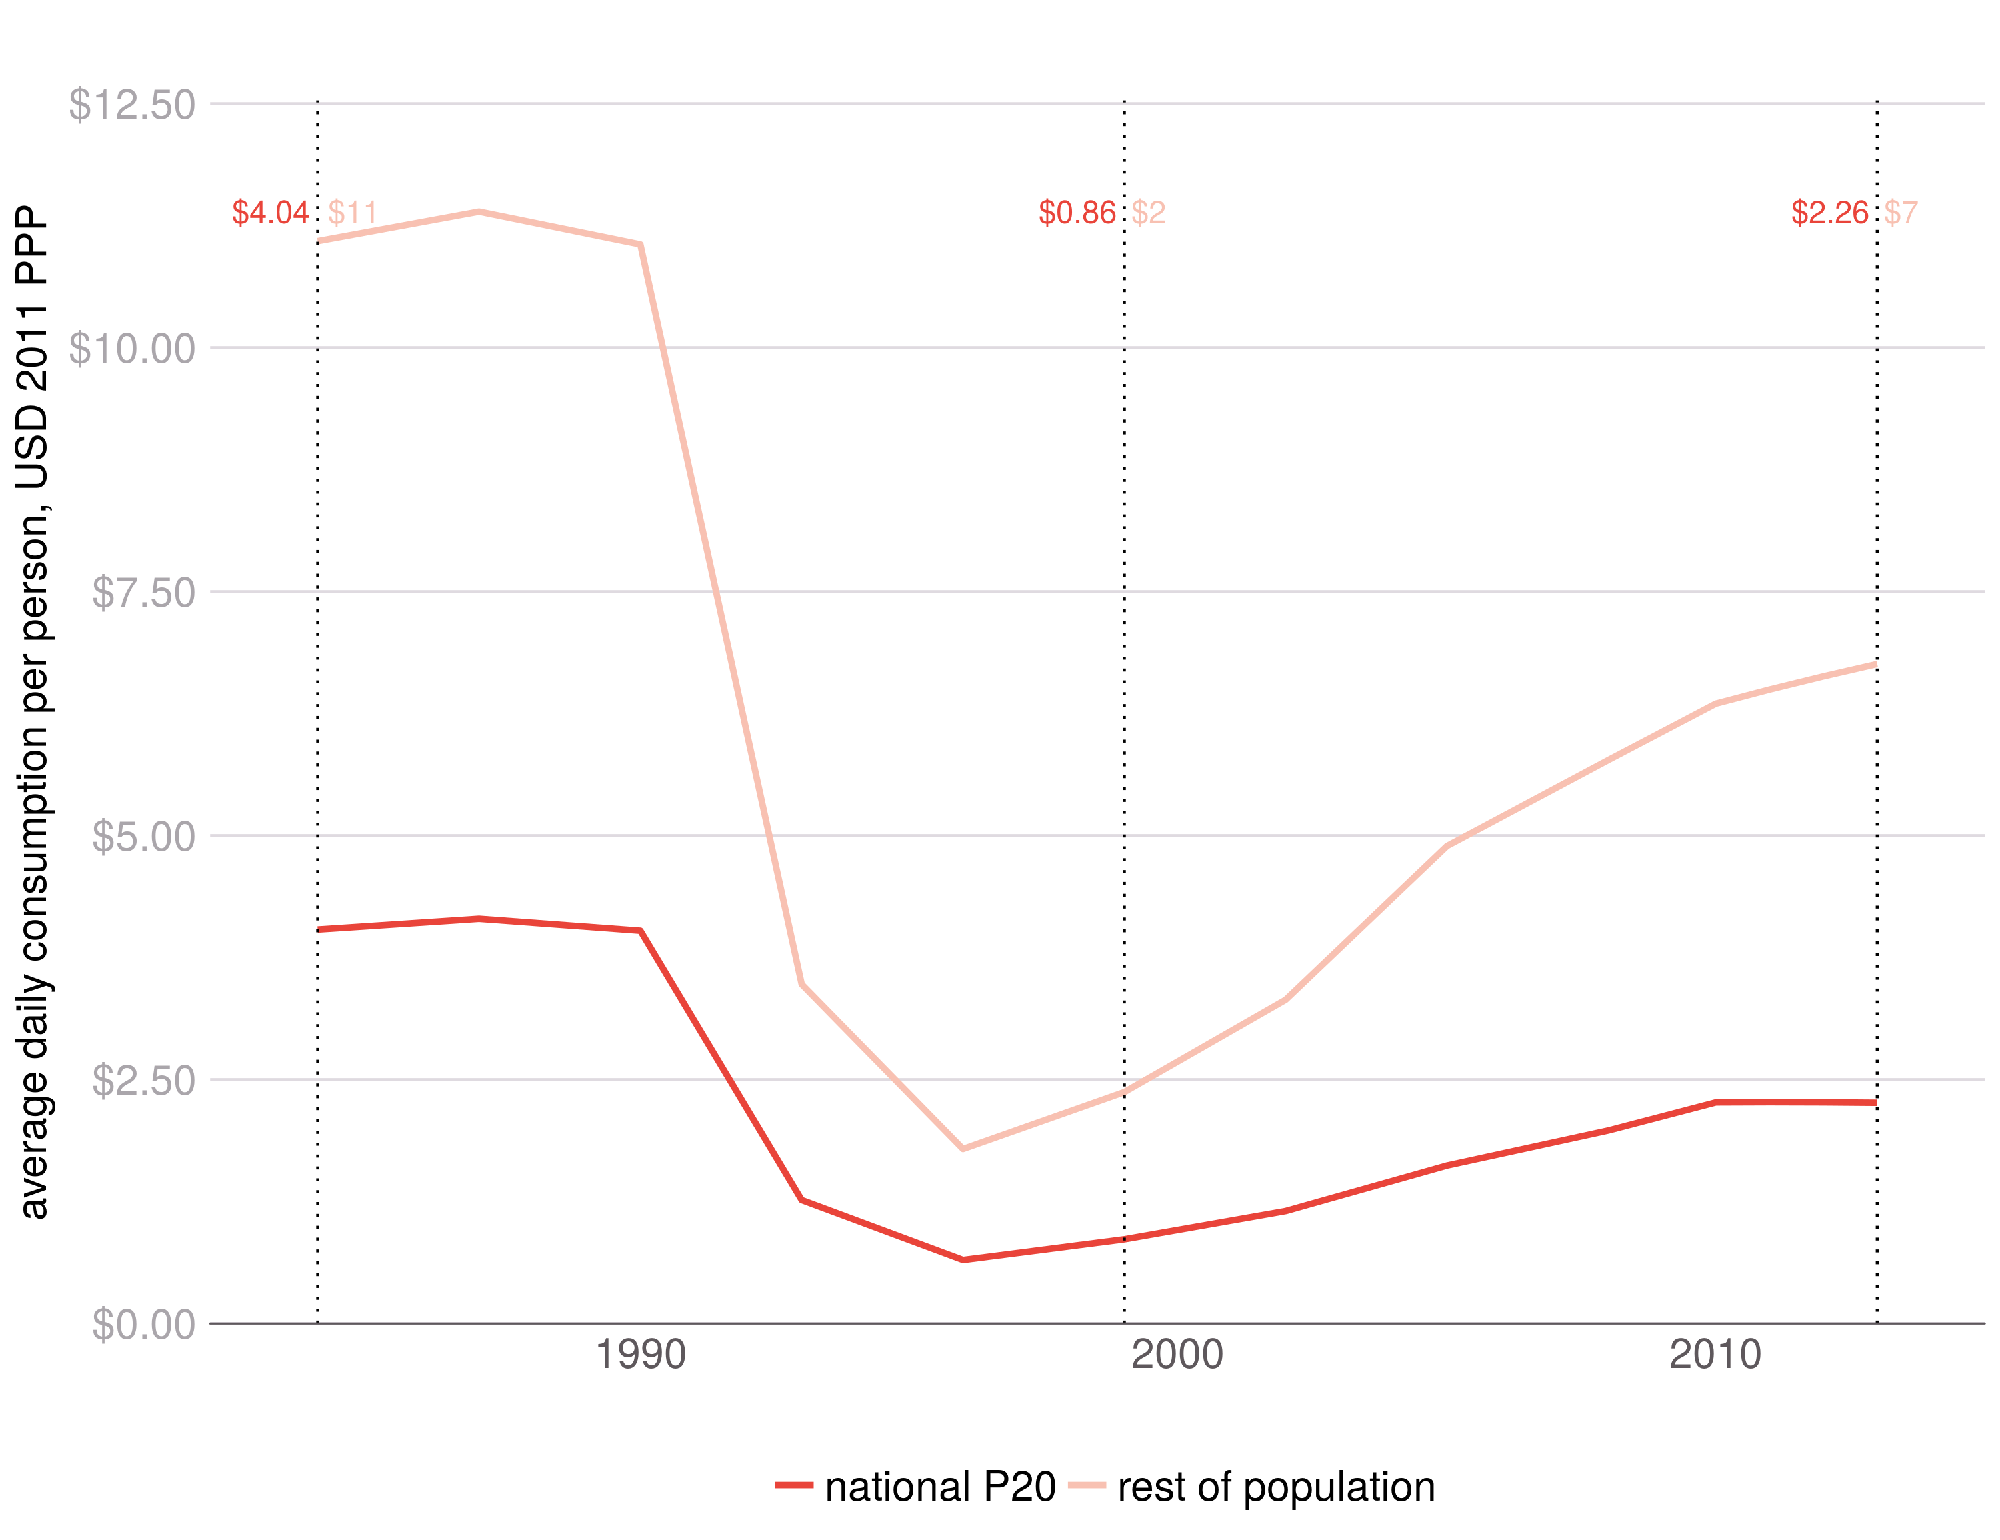 $12.50
$4.04 $11 $0.86 $2 $2.26 $7
$10.00
$7.50
$5.00
$2.50
$0.00
average daily consumption per person, USD 2011 PPP
1990 2000 2010
national P20 rest of population